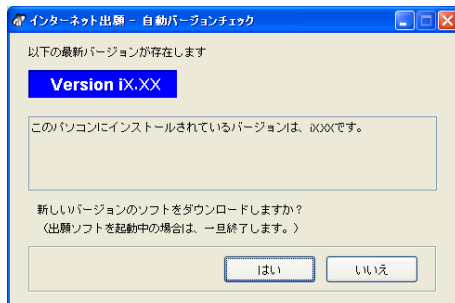 インターネット出願 － 自動バージョンチェック
以下の最新バージョンが存在します
Version iX.XX
このパソコンにインストールされているバージョンは、iX.XXです。
新しいバージョンのソフトをダウンロードしますか？
（出願ソフトを起動中の場合は、一旦終了します。）
はい
いいえ